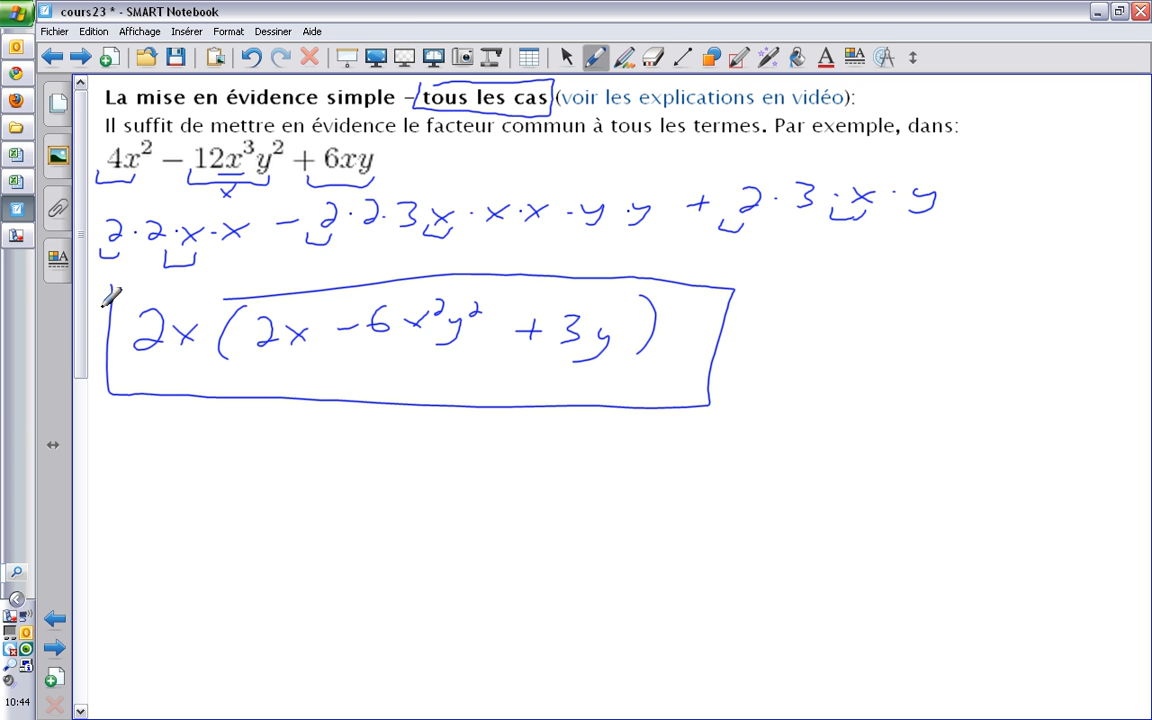 cours23 * - SMART Notebook
Fichier Edition Affichage Insérer Format Dessiner Aide
La mise en évidence simple – tous les cas (voir les explications en vidéo):
Il suffit de mettre en évidence le facteur commun à tous les termes. Par exemple, dans:
4x² − 12x³y² + 6xy
x
2·2·x·x − 2·2·3x·x·x·y·y + 2·3·x·y
2x(2x − 6x²y² + 3y)
10:44